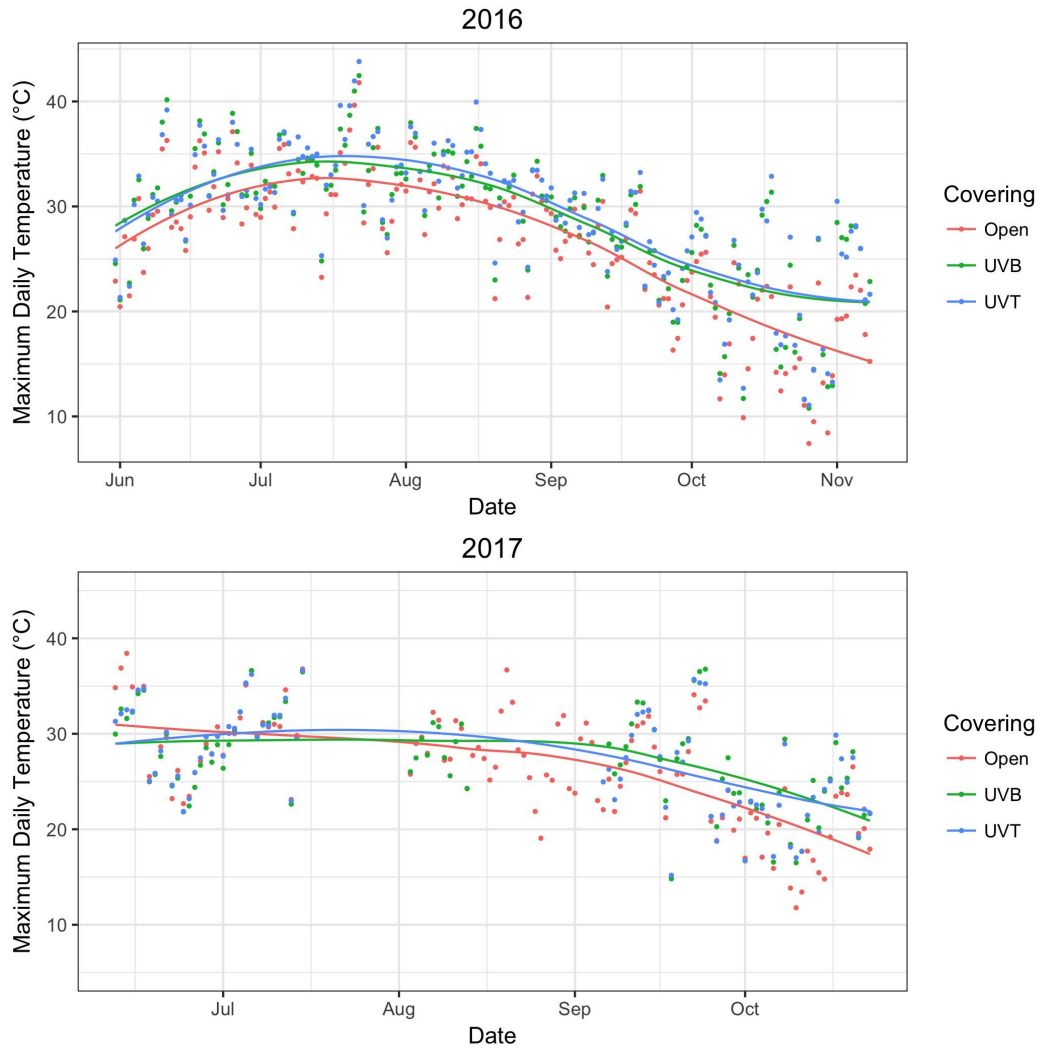 2016
Maximum Daily Temperature (°C)
40
30
20
10
Jun Jul Aug Sep Oct Nov
Date
Covering
Open
UVB
UVT
2017
Maximum Daily Temperature (°C)
40
30
20
10
Jul Aug Sep Oct
Date
Covering
Open
UVB
UVT